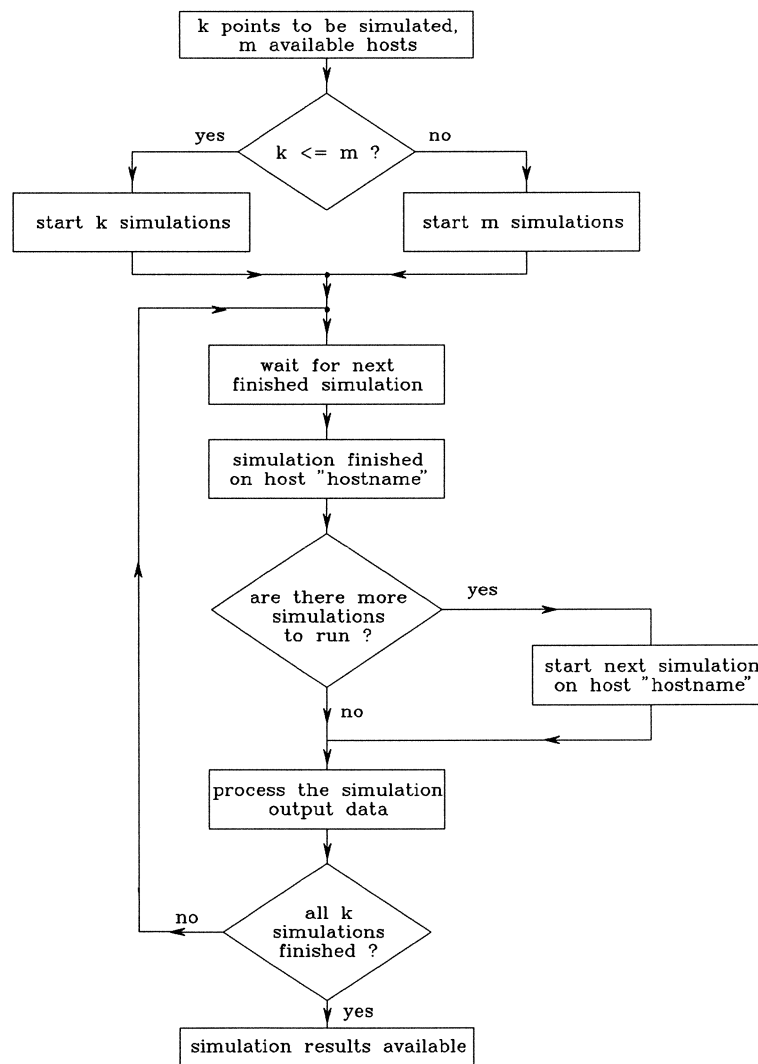 k points to be simulated,
m available hosts
yes
no
k <= m ?
start k simulations
start m simulations
wait for next
finished simulation
simulation finished
on host "hostname"
are there more
simulations
to run ?
yes
start next simulation
on host "hostname"
no
process the simulation
output data
all k
simulations
finished ?
no
yes
simulation results available